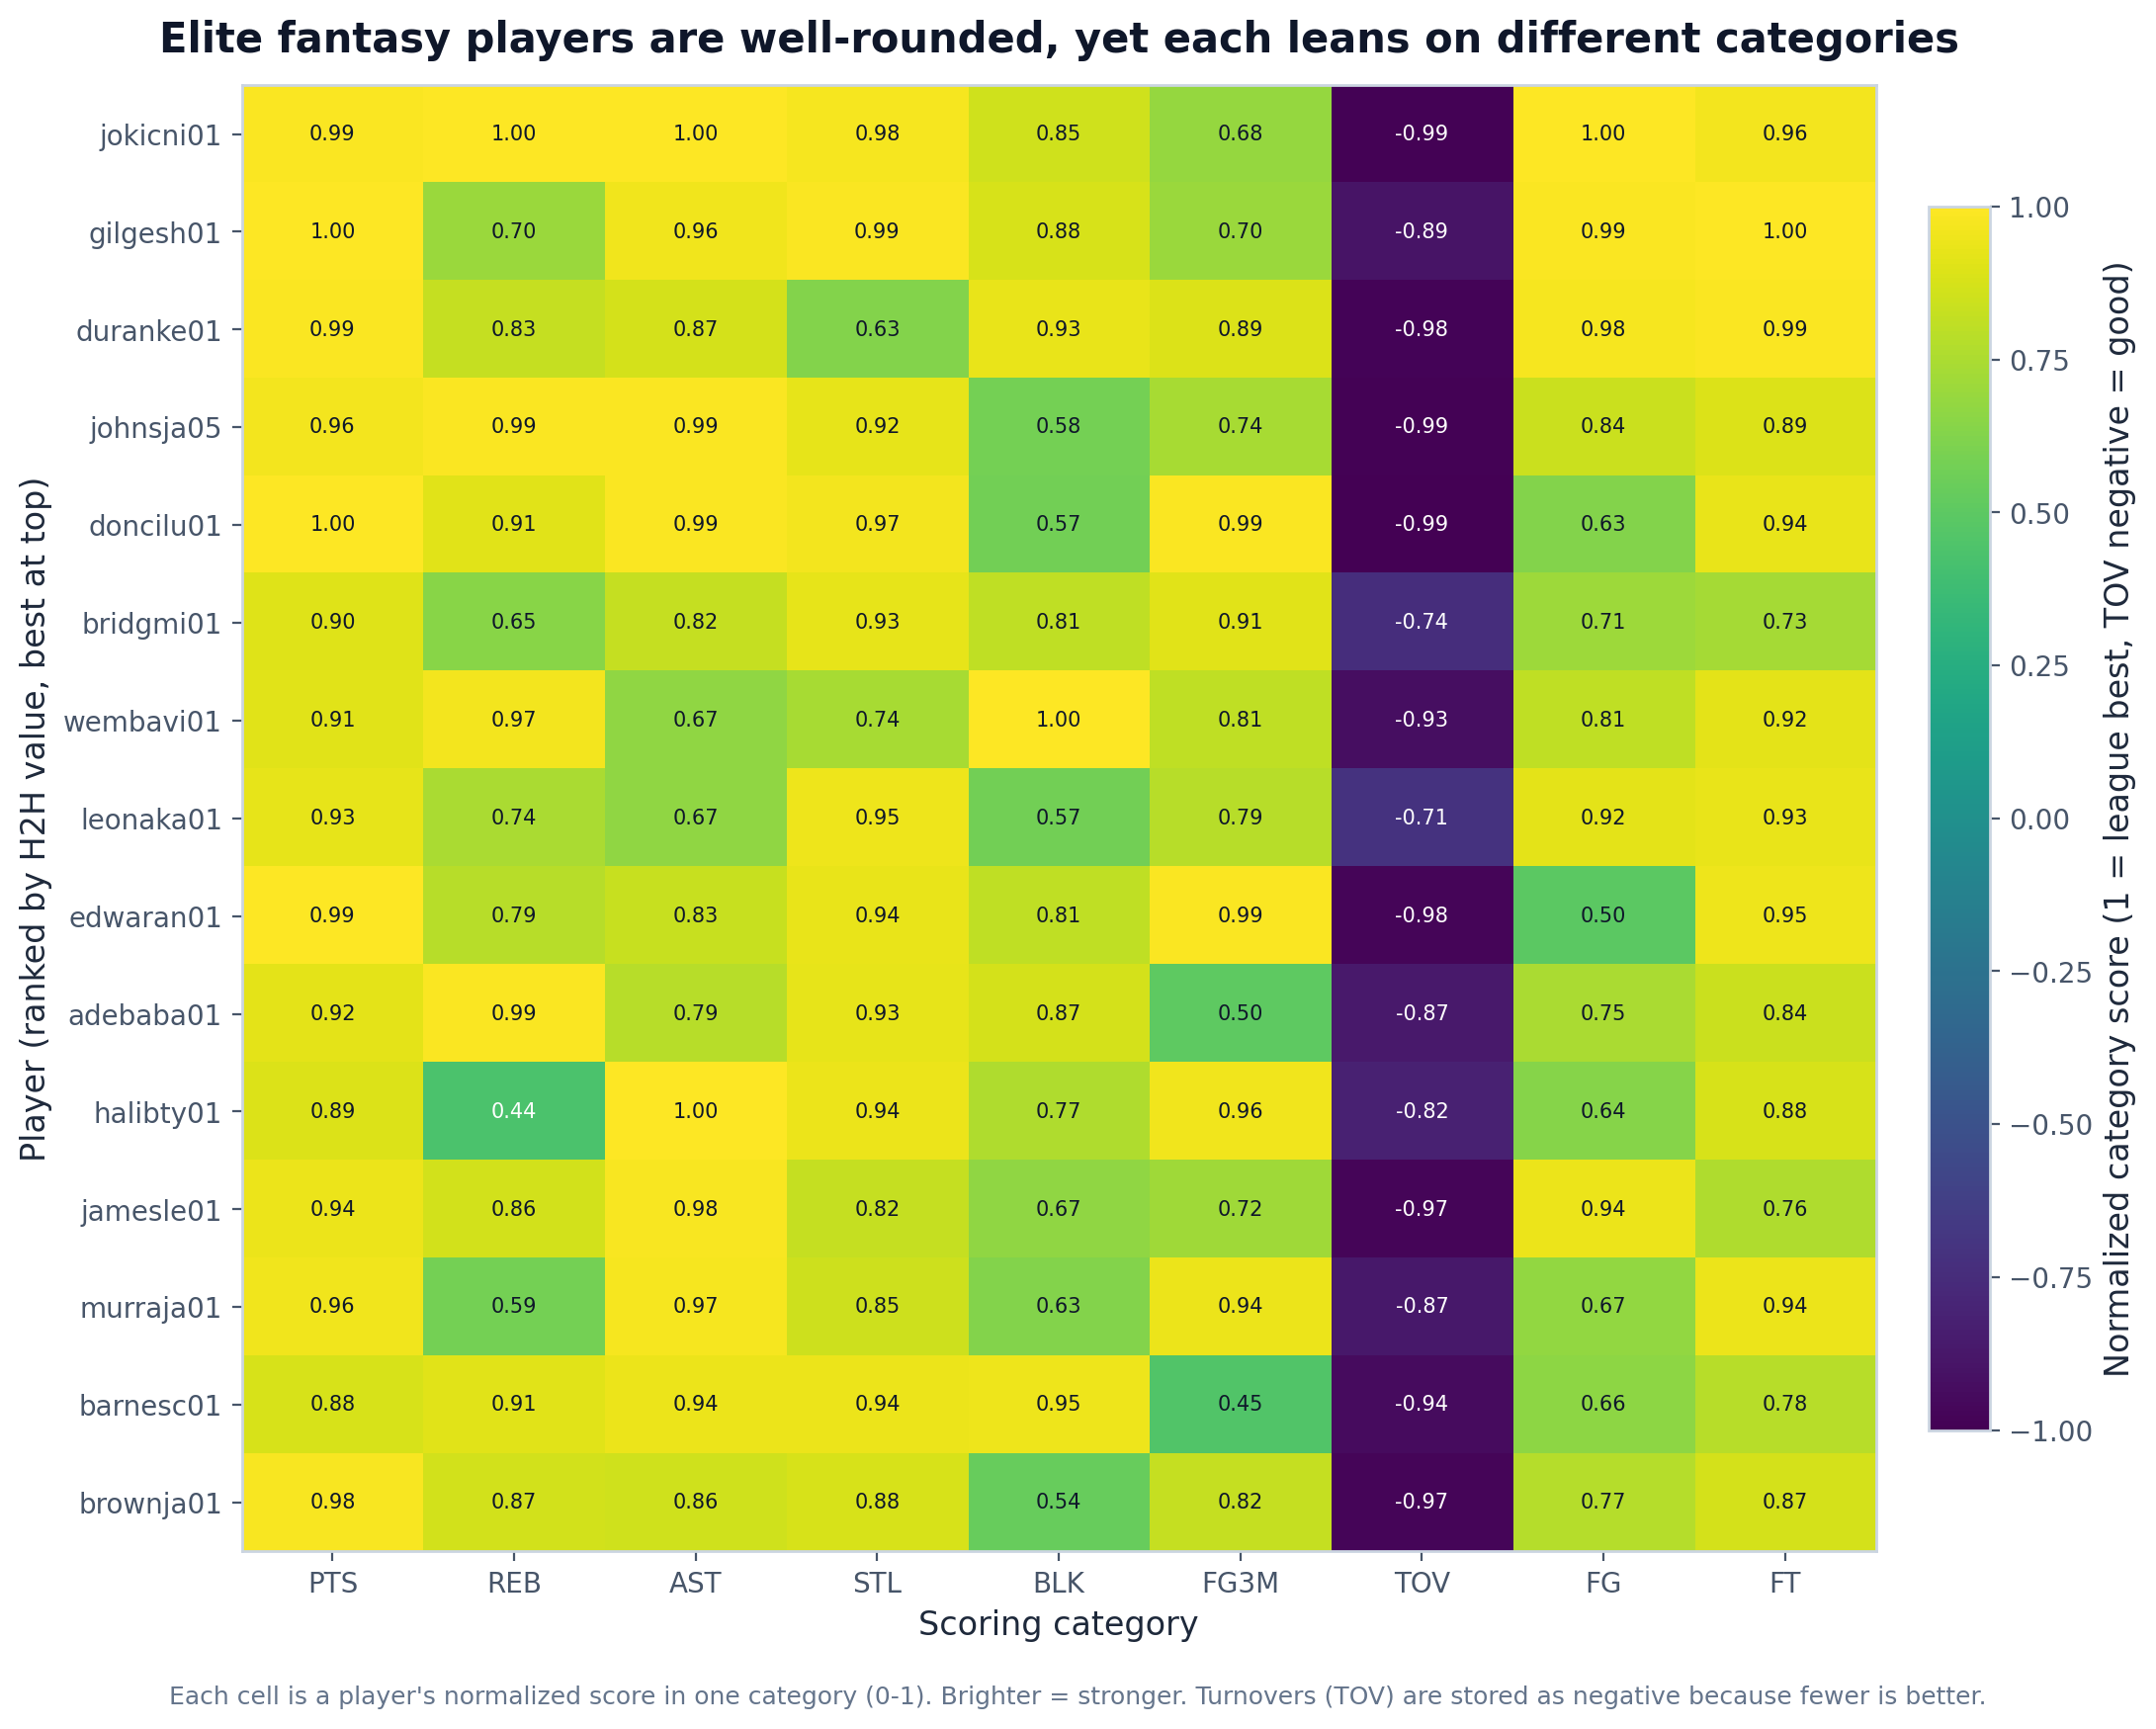 Elite fantasy players are well-rounded, yet each leans on different categories
Player (ranked by H2H value, best at top)
jokicni01 0.99 1.00 1.00 0.98 0.85 0.68 -0.99 1.00 0.96
gilgesh01 1.00 0.70 0.96 0.99 0.88 0.70 -0.89 0.99 1.00
duranke01 0.99 0.83 0.87 0.63 0.93 0.89 -0.98 0.98 0.99
johnsja05 0.96 0.99 0.99 0.92 0.58 0.74 -0.99 0.84 0.89
doncilu01 1.00 0.91 0.99 0.97 0.57 0.99 -0.99 0.63 0.94
bridgmi01 0.90 0.65 0.82 0.93 0.81 0.91 -0.74 0.71 0.73
wembavi01 0.91 0.97 0.67 0.74 1.00 0.81 -0.93 0.81 0.92
leonaka01 0.93 0.74 0.67 0.95 0.57 0.79 -0.71 0.92 0.93
edwaran01 0.99 0.79 0.83 0.94 0.81 0.99 -0.98 0.50 0.95
adebaba01 0.92 0.99 0.79 0.93 0.87 0.50 -0.87 0.75 0.84
halibty01 0.89 0.44 1.00 0.94 0.77 0.96 -0.82 0.64 0.88
jamesle01 0.94 0.86 0.98 0.82 0.67 0.72 -0.97 0.94 0.76
murraja01 0.96 0.59 0.97 0.85 0.63 0.94 -0.87 0.67 0.94
barnesc01 0.88 0.91 0.94 0.94 0.95 0.45 -0.94 0.66 0.78
brownja01 0.98 0.87 0.86 0.88 0.54 0.82 -0.97 0.77 0.87
PTS REB AST STL BLK FG3M TOV FG FT
Scoring category
1.00
0.75
0.50
0.25
0.00
−0.25
−0.50
−0.75
−1.00
Normalized category score (1 = league best, TOV negative = good)
Each cell is a player's normalized score in one category (0-1). Brighter = stronger. Turnovers (TOV) are stored as negative because fewer is better.